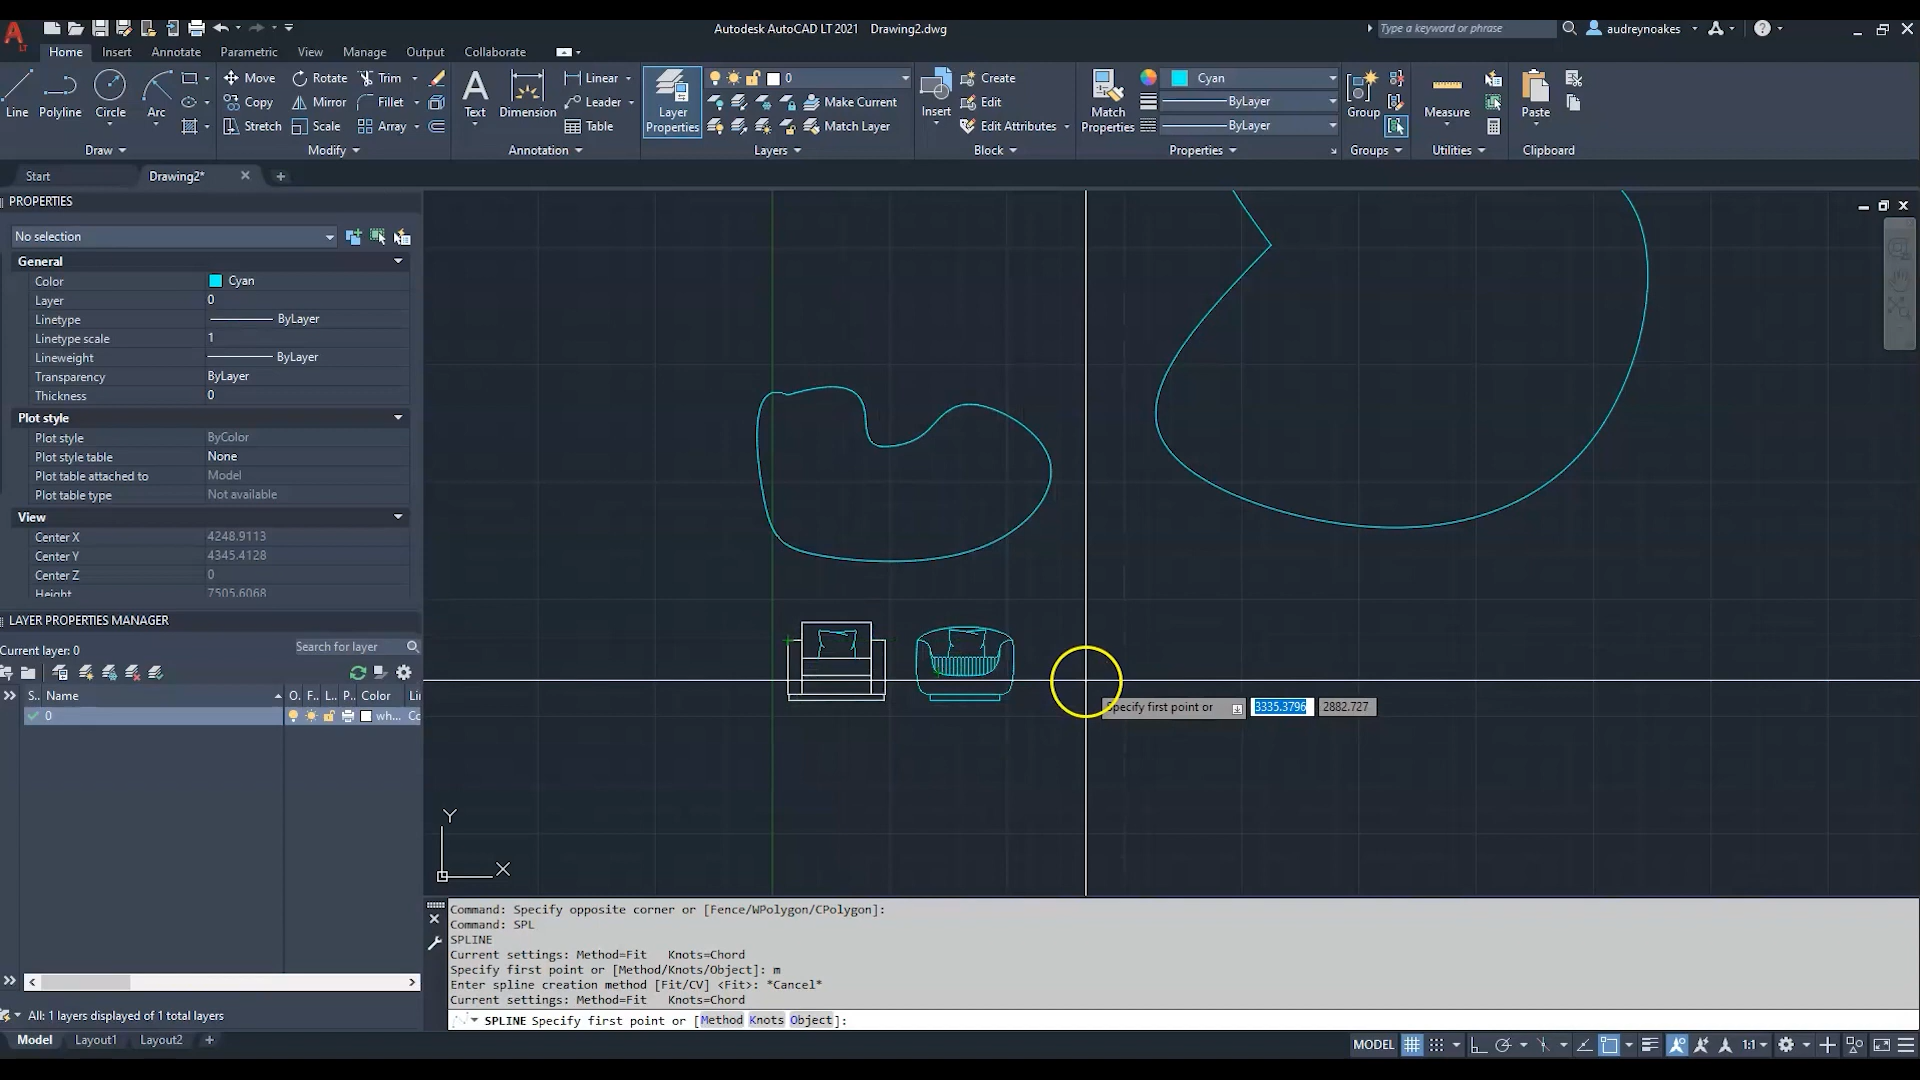 Autodesk AutoCAD LT 2021 Drawing2.dwg
Type a keyword or phrase
audreynoakes
LT
Home Insert Annotate Parametric View Manage Output Collaborate
Line Polyline Circle Arc
Move Rotate Trim
Copy Mirror Fillet
Stretch Scale Array
Text Dimension
Linear
Leader
Table
Layer Properties
0
Make Current
Match Layer
Insert
Create
Edit
Edit Attributes
Match Properties
Cyan
ByLayer
ByLayer
Group
Measure
Paste
Draw Modify Annotation Layers Block Properties Groups Utilities Clipboard
Start Drawing2*
PROPERTIES
No selection
General
Color Cyan
Layer 0
Linetype ByLayer
Linetype scale 1
Lineweight ByLayer
Transparency ByLayer
Thickness 0
Plot style
Plot style ByColor
Plot style table None
Plot table attached to Model
Plot table type Not available
View
Center X 4248.9113
Center Y 4345.4128
Center Z 0
Height 7505.6068
LAYER PROPERTIES MANAGER
Current layer: 0
Search for layer
S.. Name O. F.. L.. P.. Color Li
0 wh... Co
All: 1 layers displayed of 1 total layers
Specify first point or 3335.3796 2882.727
Y
X
Command: Specify opposite corner or [Fence/WPolygon/CPolygon]:
Command: SPL
SPLINE
Current settings: Method=Fit Knots=Chord
Specify first point or [Method/Knots/Object]: m
Enter spline creation method [Fit/CV] <Fit>: *Cancel*
Current settings: Method=Fit Knots=Chord
SPLINE Specify first point or [Method Knots Object]:
Model Layout1 Layout2
MODEL 1:1